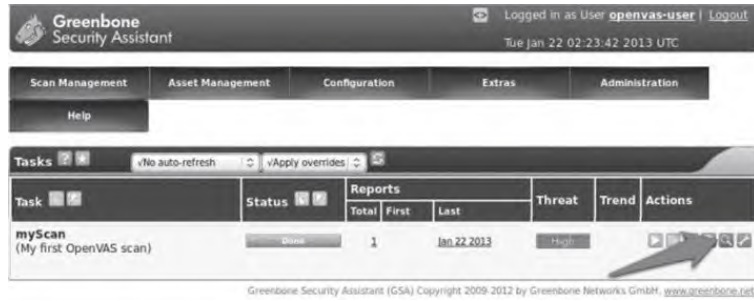 Greenbone
Security Assistant
Logged in as User openvas-user | Logout
Tue Jan 22 02:23:42 2013 UTC
Scan Management Asset Management Configuration Extras Administration
Help
Tasks ? √No auto-refresh √Apply overrides
Task Status Reports Threat Trend Actions
Total First Last
myScan Done 1 Jan 22 2013 High
(My first OpenVAS scan)
Greenbone Security Assistant (GSA) Copyright 2009-2012 by Greenbone Networks GmbH, www.greenbone.net